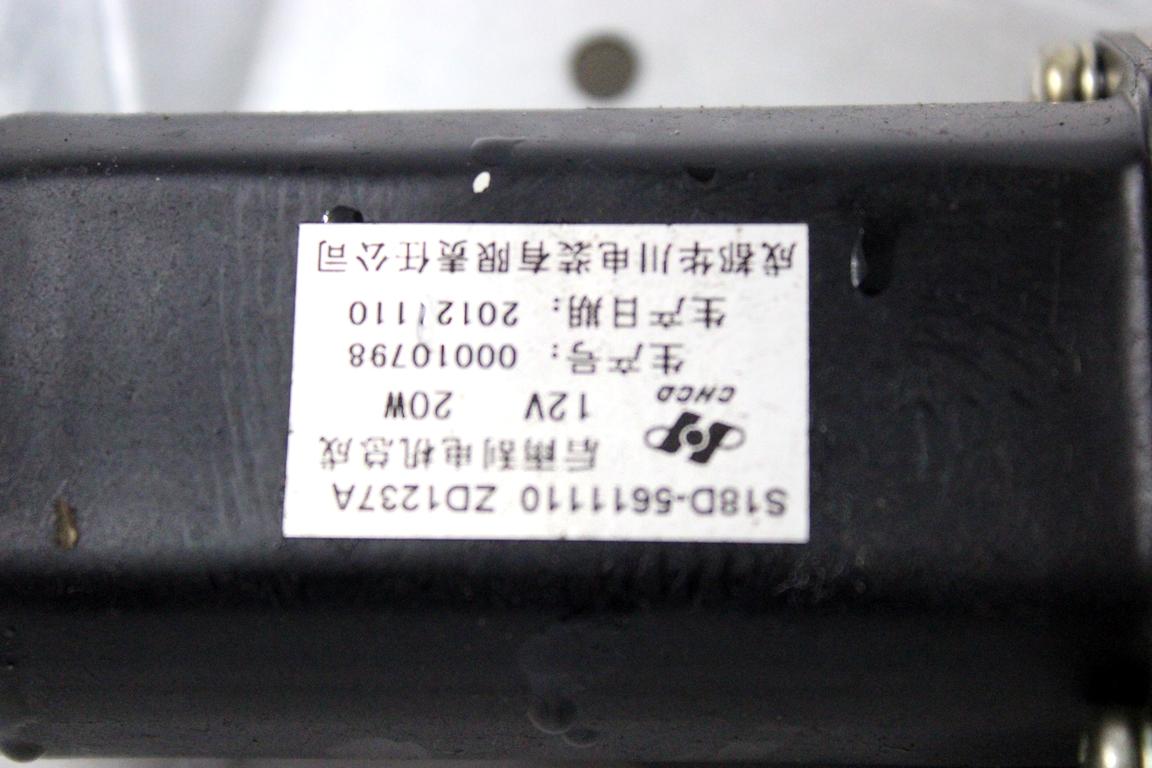 S18D-5611110 ZD1237A
后雨刮电机总成
12V 20W
CHCD
生产号：00010798
生产日期：20121110
成都华川电装有限责任公司